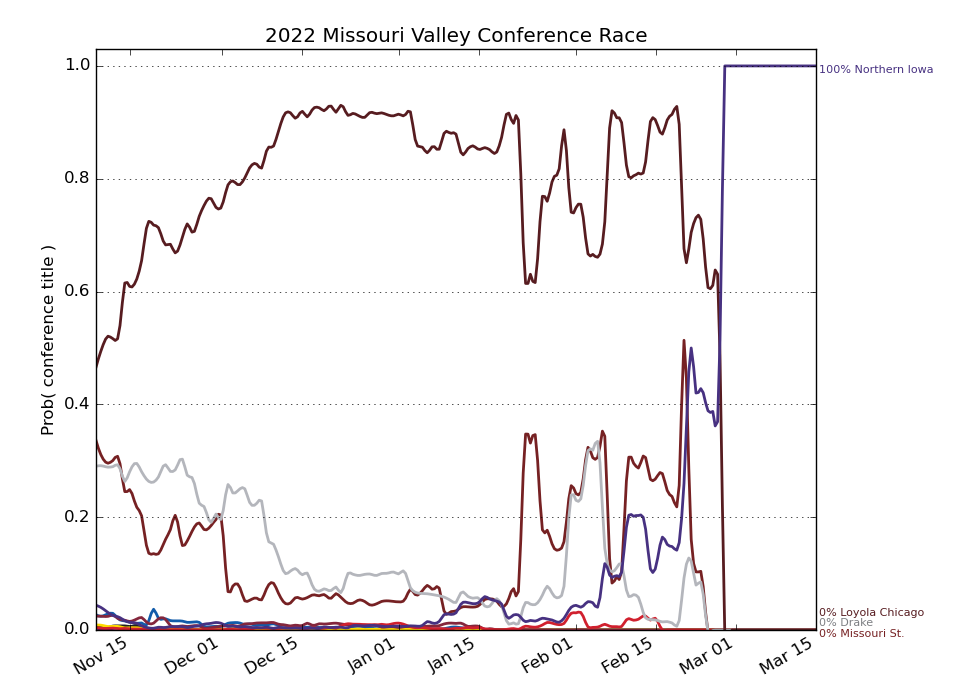 2022 Missouri Valley Conference Race
Prob( conference title )
1.0
0.8
0.6
0.4
0.2
0.0
Nov 15
Dec 01
Dec 15
Jan 01
Jan 15
Feb 01
Feb 15
Mar 01
Mar 15
100% Northern Iowa
0% Loyola Chicago
0% Drake
0% Missouri St.